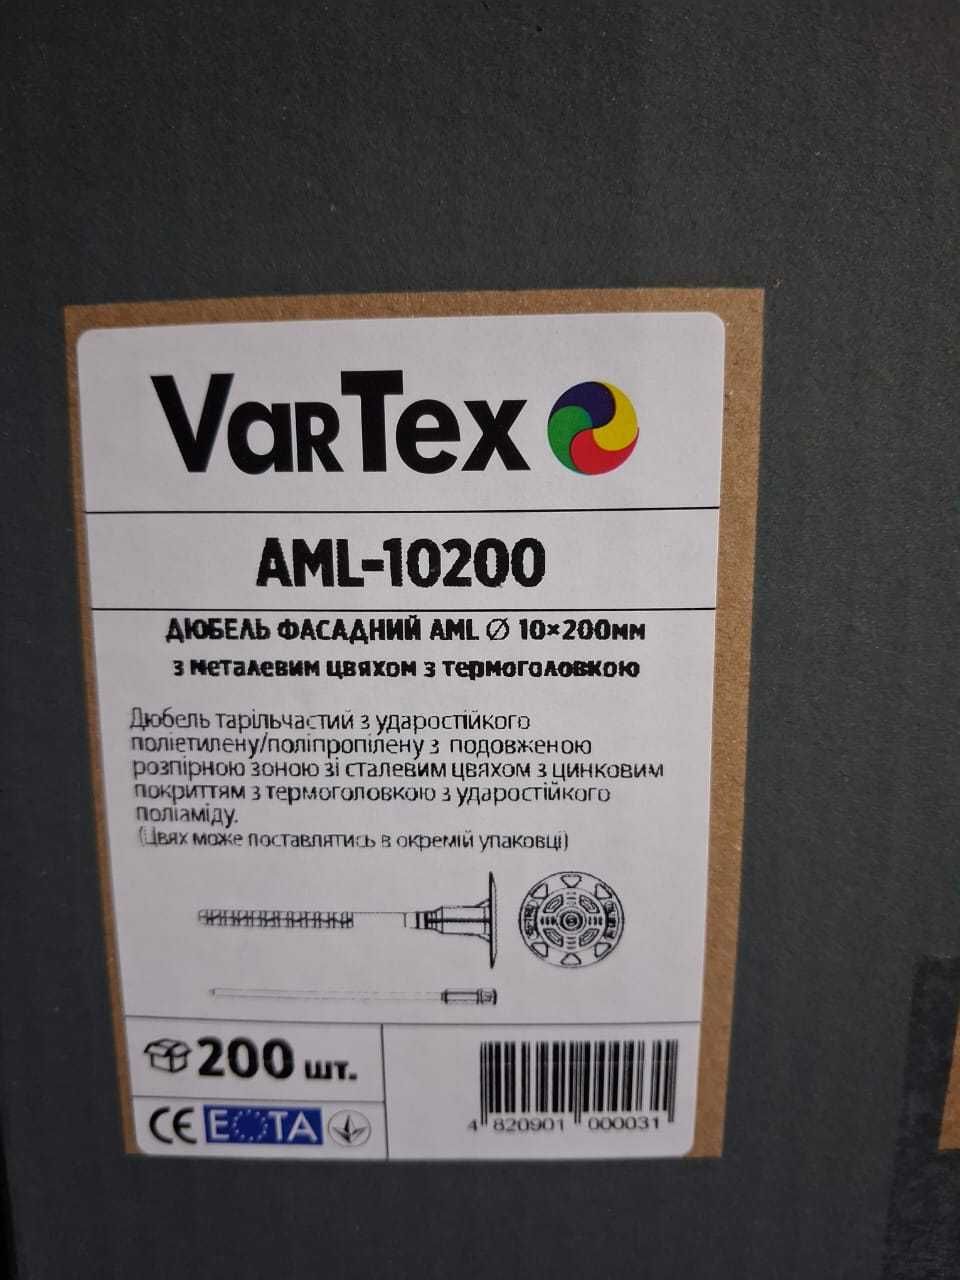 VARTEX
AML-10200
ДЮБЕЛЬ ФАСАДНИЙ AML Ø 10×200мм
з металевим цвяхом з термоголовкою
Дюбель тарільчастий з ударостійкого
поліетилену/поліпропілену з подовженою
розпірною зоною зі сталевим цвяхом з цинковим
покриттям з термоголовкою з ударостійкого
поліаміду.
(Цвях може поставлятись в окремій упаковці)
200 шт.
CE EOTA
4 820901 000031